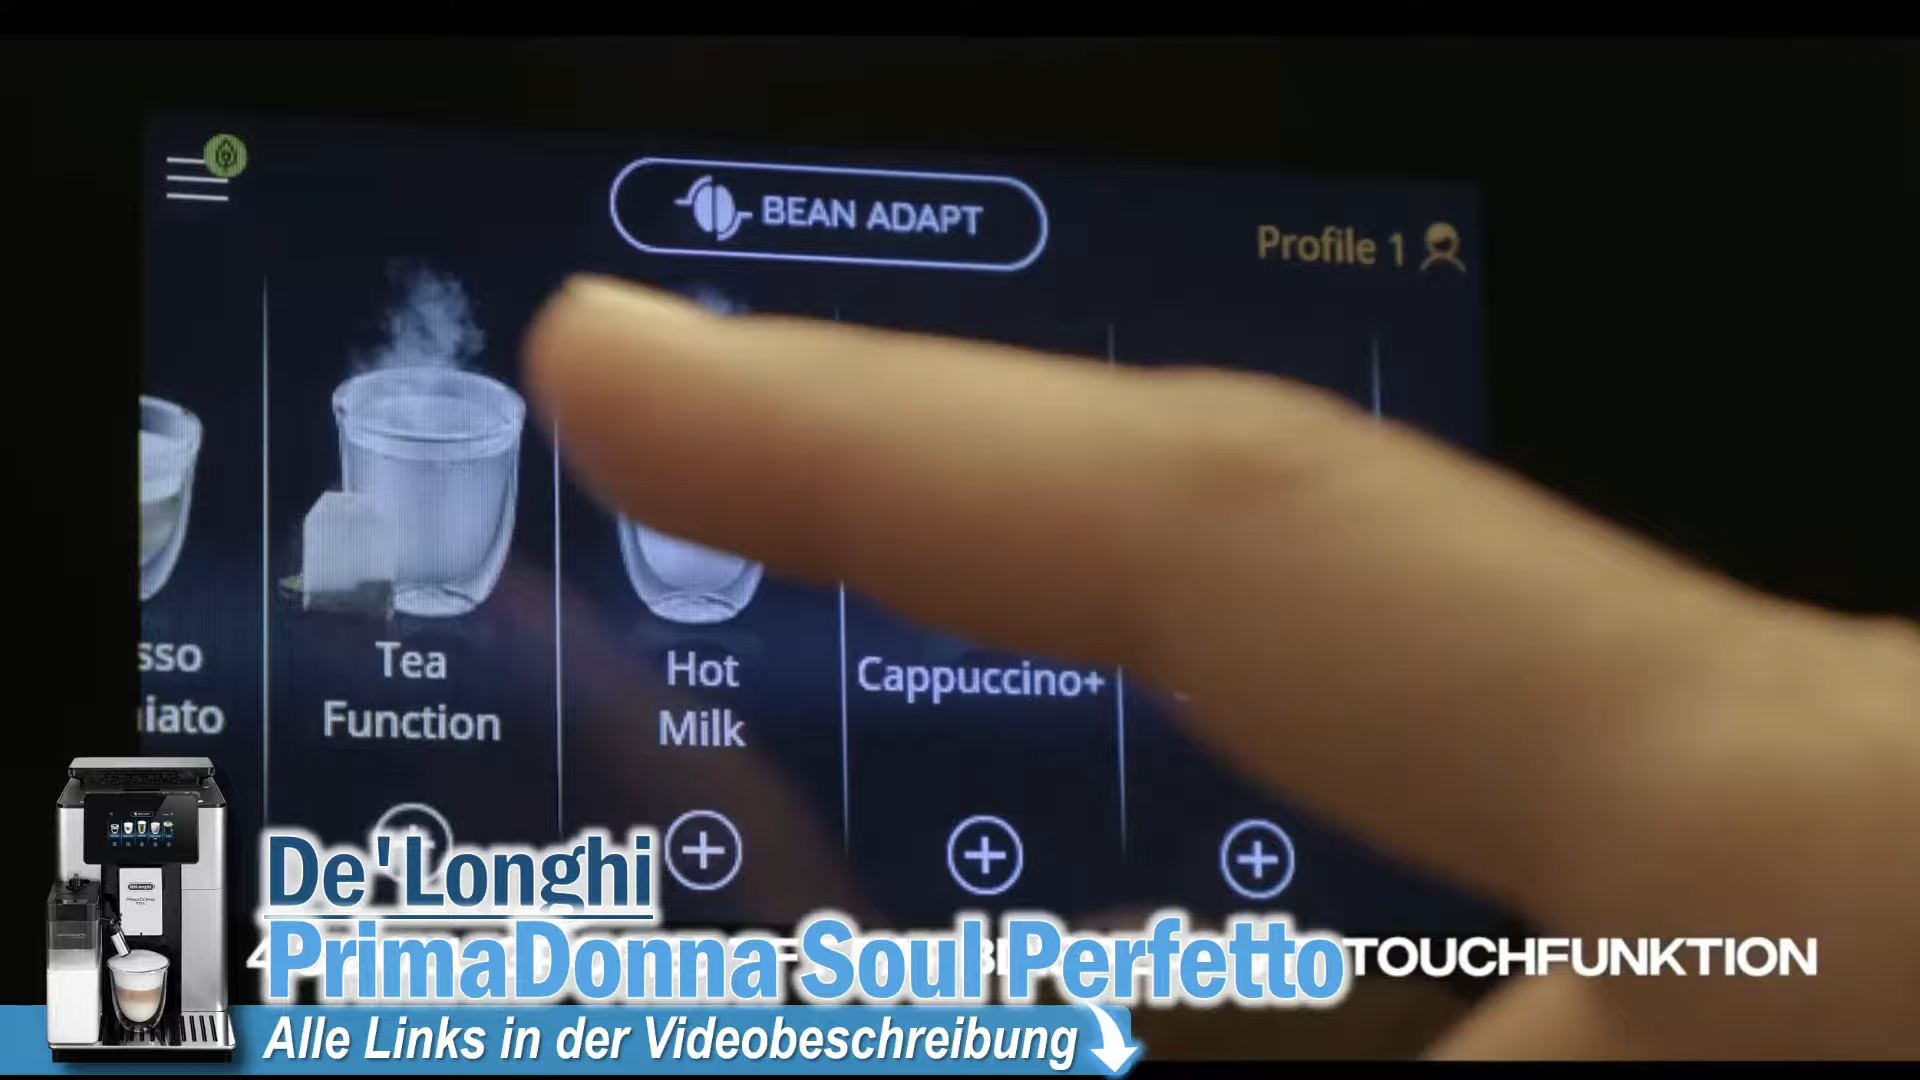 BEAN ADAPT
Profile 1
sso
iato
Tea
Function
Hot
Milk
Cappuccino+
De'Longhi
PrimaDonna Soul Perfetto
TOUCHFUNKTION
Alle Links in der Videobeschreibung